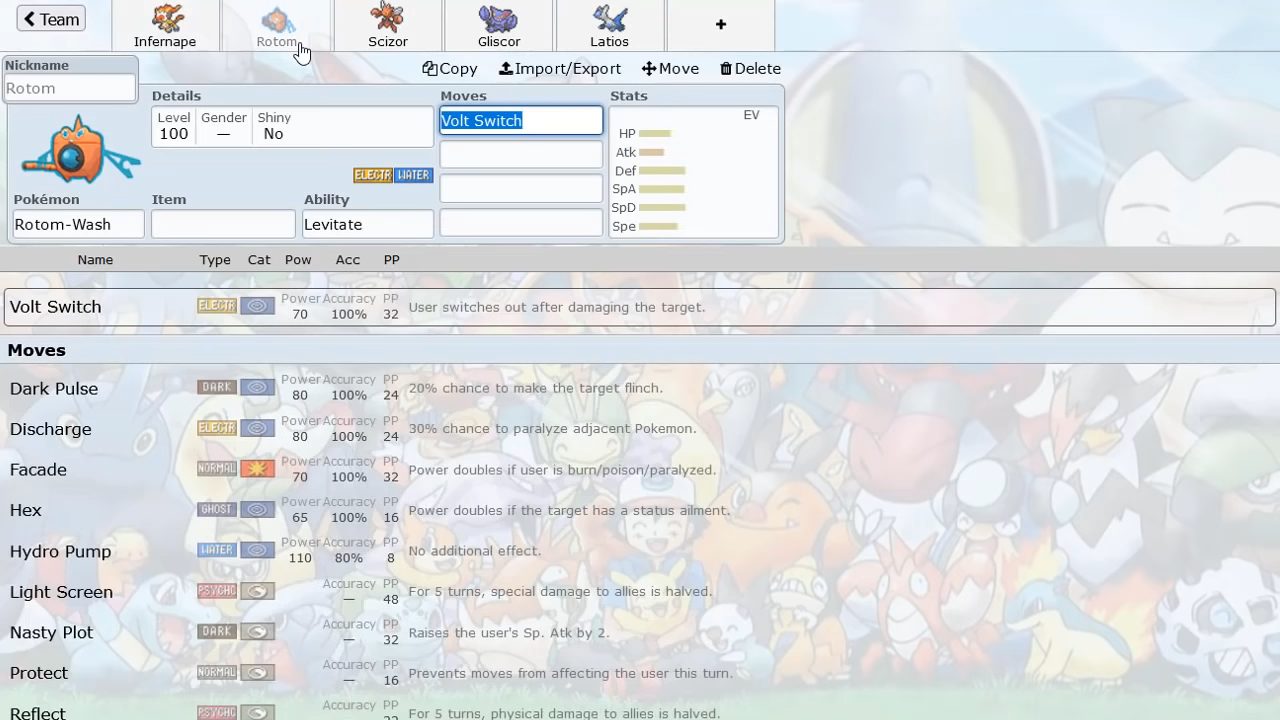 Team
Infernape
Rotom
Scizor
Gliscor
Latios
+
Nickname
Rotom
Copy
Import/Export
Move
Delete
Details
Level
100
Gender
—
Shiny
No
ELECTR WATER
Pokémon
Rotom-Wash
Item
Ability
Levitate
Moves
Volt Switch
Stats
EV
HP
Atk
Def
SpA
SpD
Spe
Name Type Cat Pow Acc PP
Volt Switch ELECTR Power 70 Accuracy 100% PP 32 User switches out after damaging the target.
Moves
Dark Pulse DARK Power 80 Accuracy 100% PP 24 20% chance to make the target flinch.
Discharge ELECTR Power 80 Accuracy 100% PP 24 30% chance to paralyze adjacent Pokemon.
Facade NORMAL Power 70 Accuracy 100% PP 32 Power doubles if user is burn/poison/paralyzed.
Hex GHOST Power 65 Accuracy 100% PP 16 Power doubles if the target has a status ailment.
Hydro Pump WATER Power 110 Accuracy 80% PP 8 No additional effect.
Light Screen PSYCHC Accuracy — PP 48 For 5 turns, special damage to allies is halved.
Nasty Plot DARK Accuracy — PP 32 Raises the user's Sp. Atk by 2.
Protect NORMAL Accuracy — PP 16 Prevents moves from affecting the user this turn.
Reflect PSYCHC Accuracy PP 32 For 5 turns, physical damage to allies is halved.